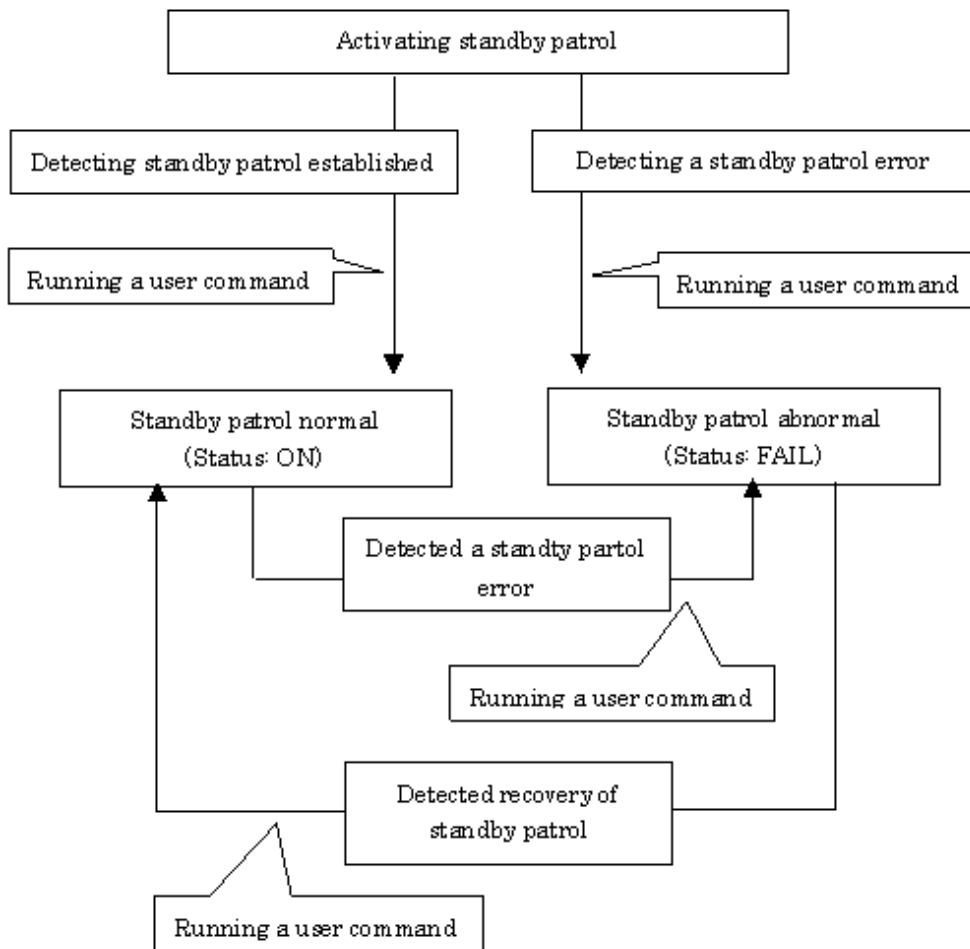 Activating standby patrol
Detecting standby patrol established
Detecting a standby patrol error
Running a user command
Running a user command
Standby patrol normal
(Status: ON)
Standby patrol abnormal
(Status: FAIL)
Detected a standty partol
error
Running a user command
Detected recovery of
standby patrol
Running a user command